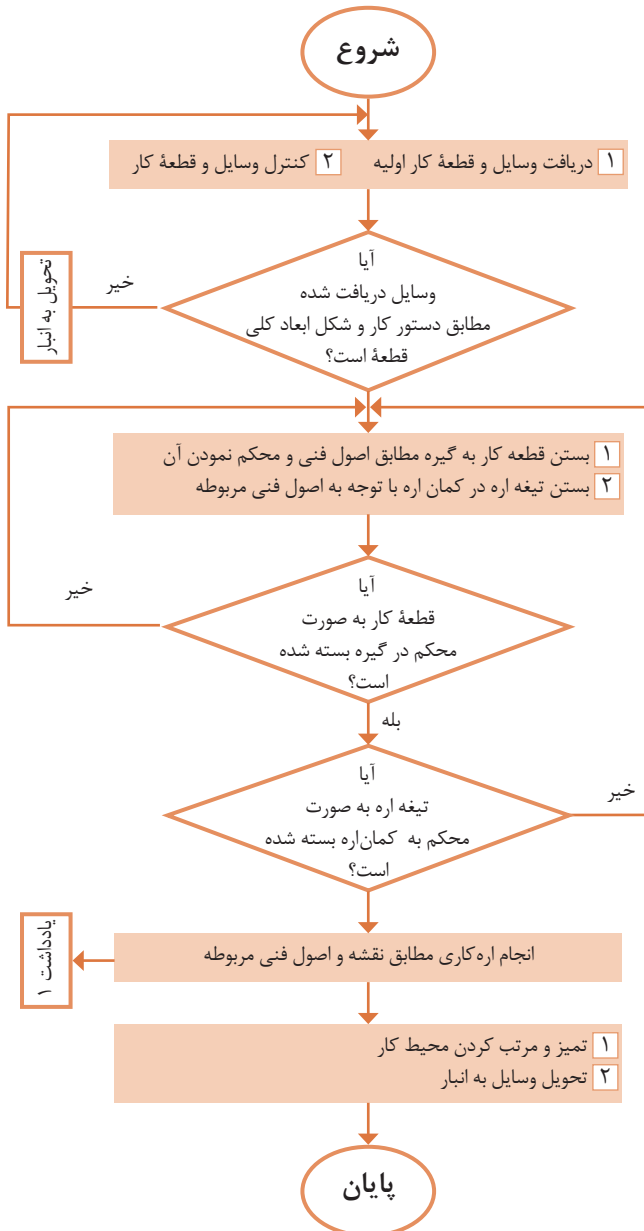 شروع
۱ دریافت وسایل و قطعهٔ کار اولیه ۲ کنترل وسایل و قطعهٔ کار
آیا
وسایل دریافت شده
مطابق دستور کار و شکل ابعاد کلی
قطعهٔ است؟
خیر
تحویل به انبار
۱ بستن قطعه کار به گیره مطابق اصول فنی و محکم نمودن آن
۲ بستن تیغه اره در کمان اره با توجه به اصول فنی مربوطه
آیا
قطعهٔ کار به صورت
محکم در گیره بسته شده
است؟
خیر
بله
آیا
تیغه اره به صورت
محکم به کمان‌اره بسته شده
است؟
خیر
انجام اره‌کاری مطابق نقشه و اصول فنی مربوطه
یادداشت ۱
۱ تمیز و مرتب کردن محیط کار
۲ تحویل وسایل به انبار
پایان